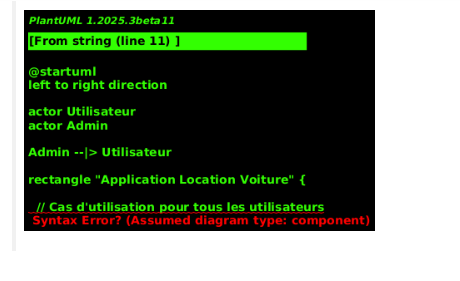 PlantUML 1.2025.3beta11
[From string (line 11) ]
@startuml
left to right direction
actor Utilisateur
actor Admin
Admin --|> Utilisateur
rectangle "Application Location Voiture" {
// Cas d'utilisation pour tous les utilisateurs
Syntax Error? (Assumed diagram type: component)